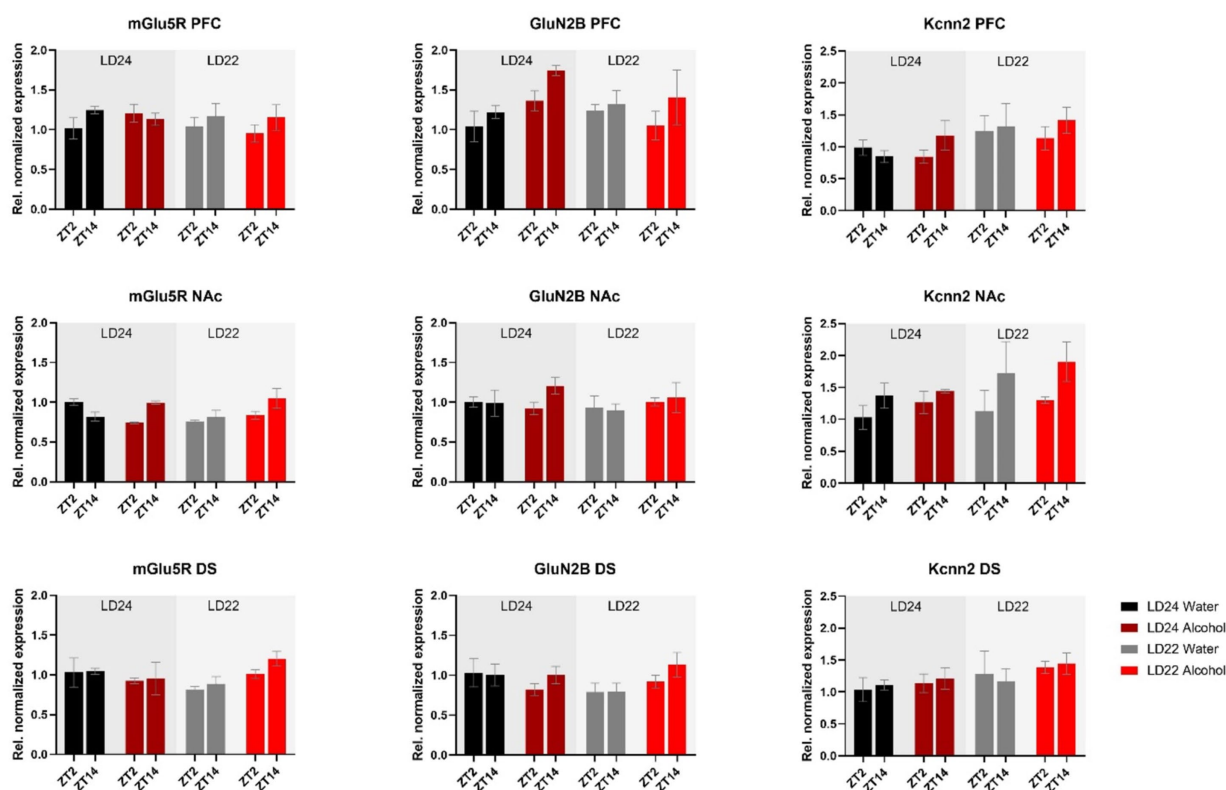 mGlu5R PFC
Rel. normalized expression
2.0
1.5
1.0
0.5
0.0
LD24
LD22
ZT2
ZT14
ZT2
ZT14
ZT2
ZT14
ZT2
ZT14
GluN2B PFC
Rel. normalized expression
2.0
1.5
1.0
0.5
0.0
LD24
LD22
ZT2
ZT14
ZT2
ZT14
ZT2
ZT14
ZT2
ZT14
Kcnn2 PFC
Rel. normalized expression
2.5
2.0
1.5
1.0
0.5
0.0
LD24
LD22
ZT2
ZT14
ZT2
ZT14
ZT2
ZT14
ZT2
ZT14
mGlu5R NAc
Rel. normalized expression
2.0
1.5
1.0
0.5
0.0
LD24
LD22
ZT2
ZT14
ZT2
ZT14
ZT2
ZT14
ZT2
ZT14
GluN2B NAc
Rel. normalized expression
2.0
1.5
1.0
0.5
0.0
LD24
LD22
ZT2
ZT14
ZT2
ZT14
ZT2
ZT14
ZT2
ZT14
Kcnn2 NAc
Rel. normalized expression
2.5
2.0
1.5
1.0
0.5
0.0
LD24
LD22
ZT2
ZT14
ZT2
ZT14
ZT2
ZT14
ZT2
ZT14
mGlu5R DS
Rel. normalized expression
2.0
1.5
1.0
0.5
0.0
LD24
LD22
ZT2
ZT14
ZT2
ZT14
ZT2
ZT14
ZT2
ZT14
GluN2B DS
Rel. normalized expression
2.0
1.5
1.0
0.5
0.0
LD24
LD22
ZT2
ZT14
ZT2
ZT14
ZT2
ZT14
ZT2
ZT14
Kcnn2 DS
Rel. normalized expression
2.5
2.0
1.5
1.0
0.5
0.0
LD24
LD22
ZT2
ZT14
ZT2
ZT14
ZT2
ZT14
ZT2
ZT14
LD24 Water
LD24 Alcohol
LD22 Water
LD22 Alcohol